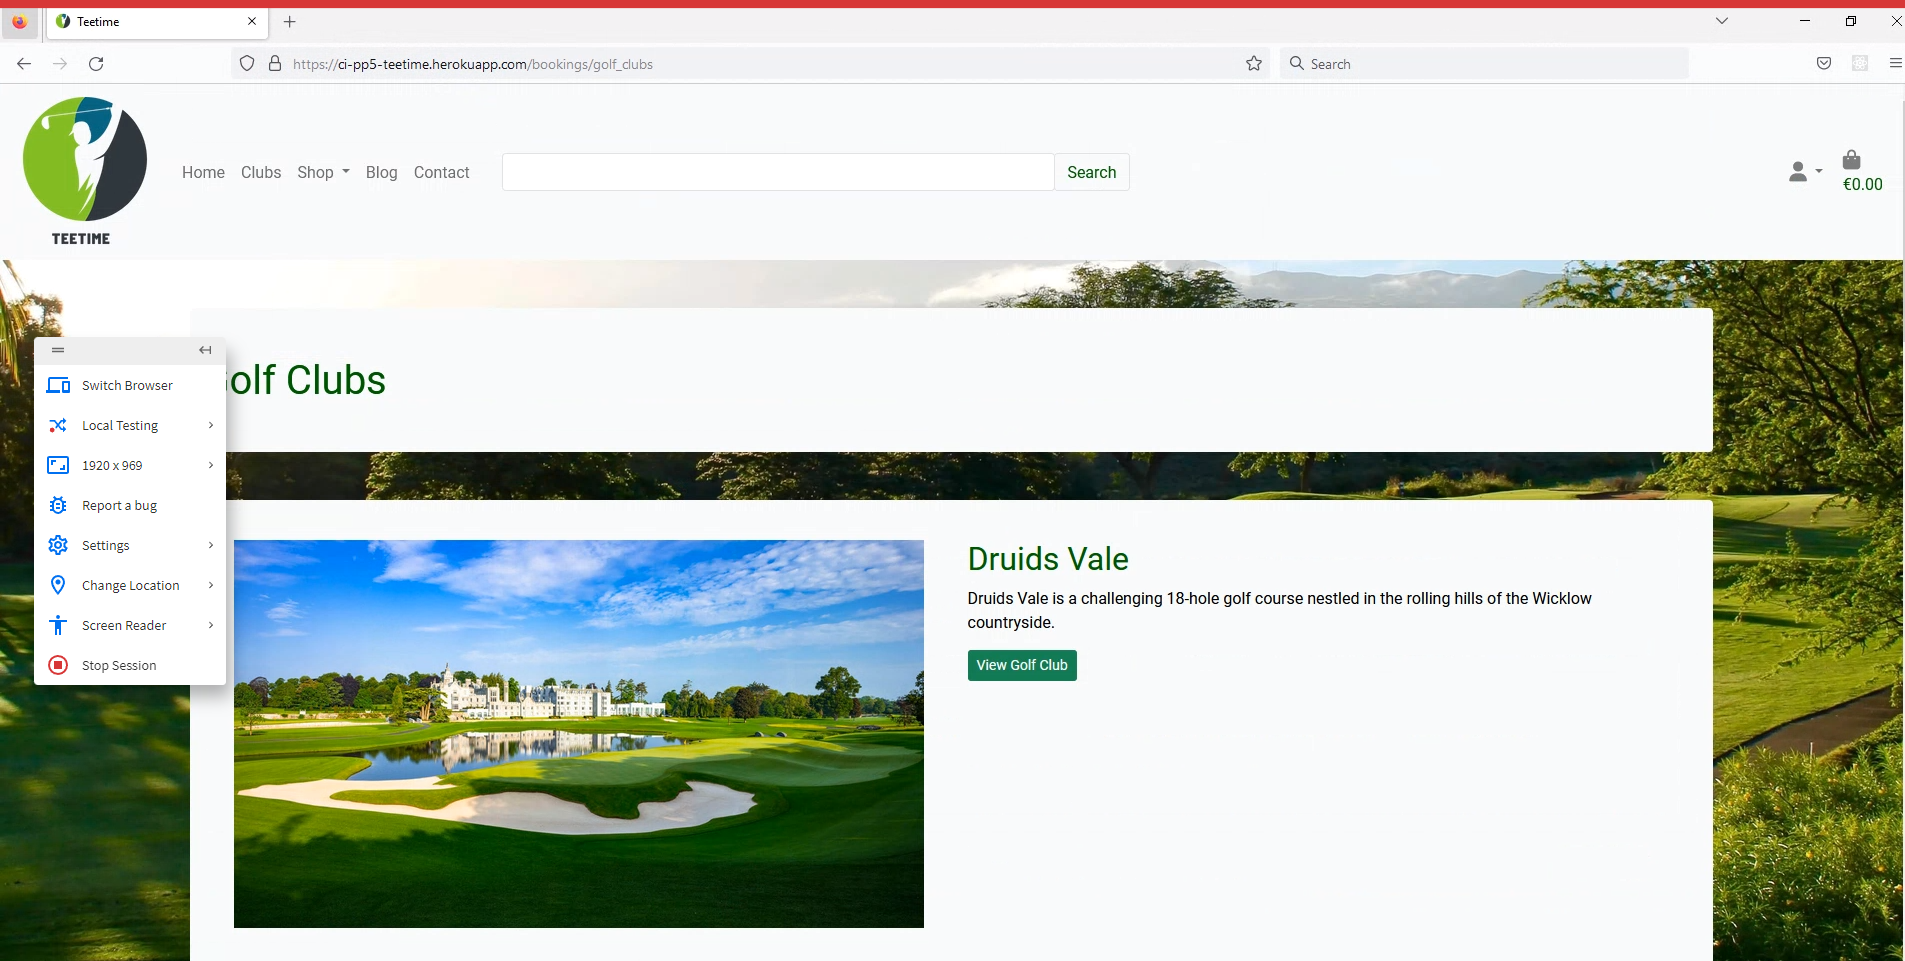 Teetime
https://ci-pp5-teetime.herokuapp.com/bookings/golf_clubs
Search
TEETIME
Home
Clubs
Shop
Blog
Contact
Search
€0.00
olf Clubs
Switch Browser
Local Testing
1920 x 969
Report a bug
Settings
Change Location
Screen Reader
Stop Session
Druids Vale
Druids Vale is a challenging 18-hole golf course nestled in the rolling hills of the Wicklow
countryside.
View Golf Club